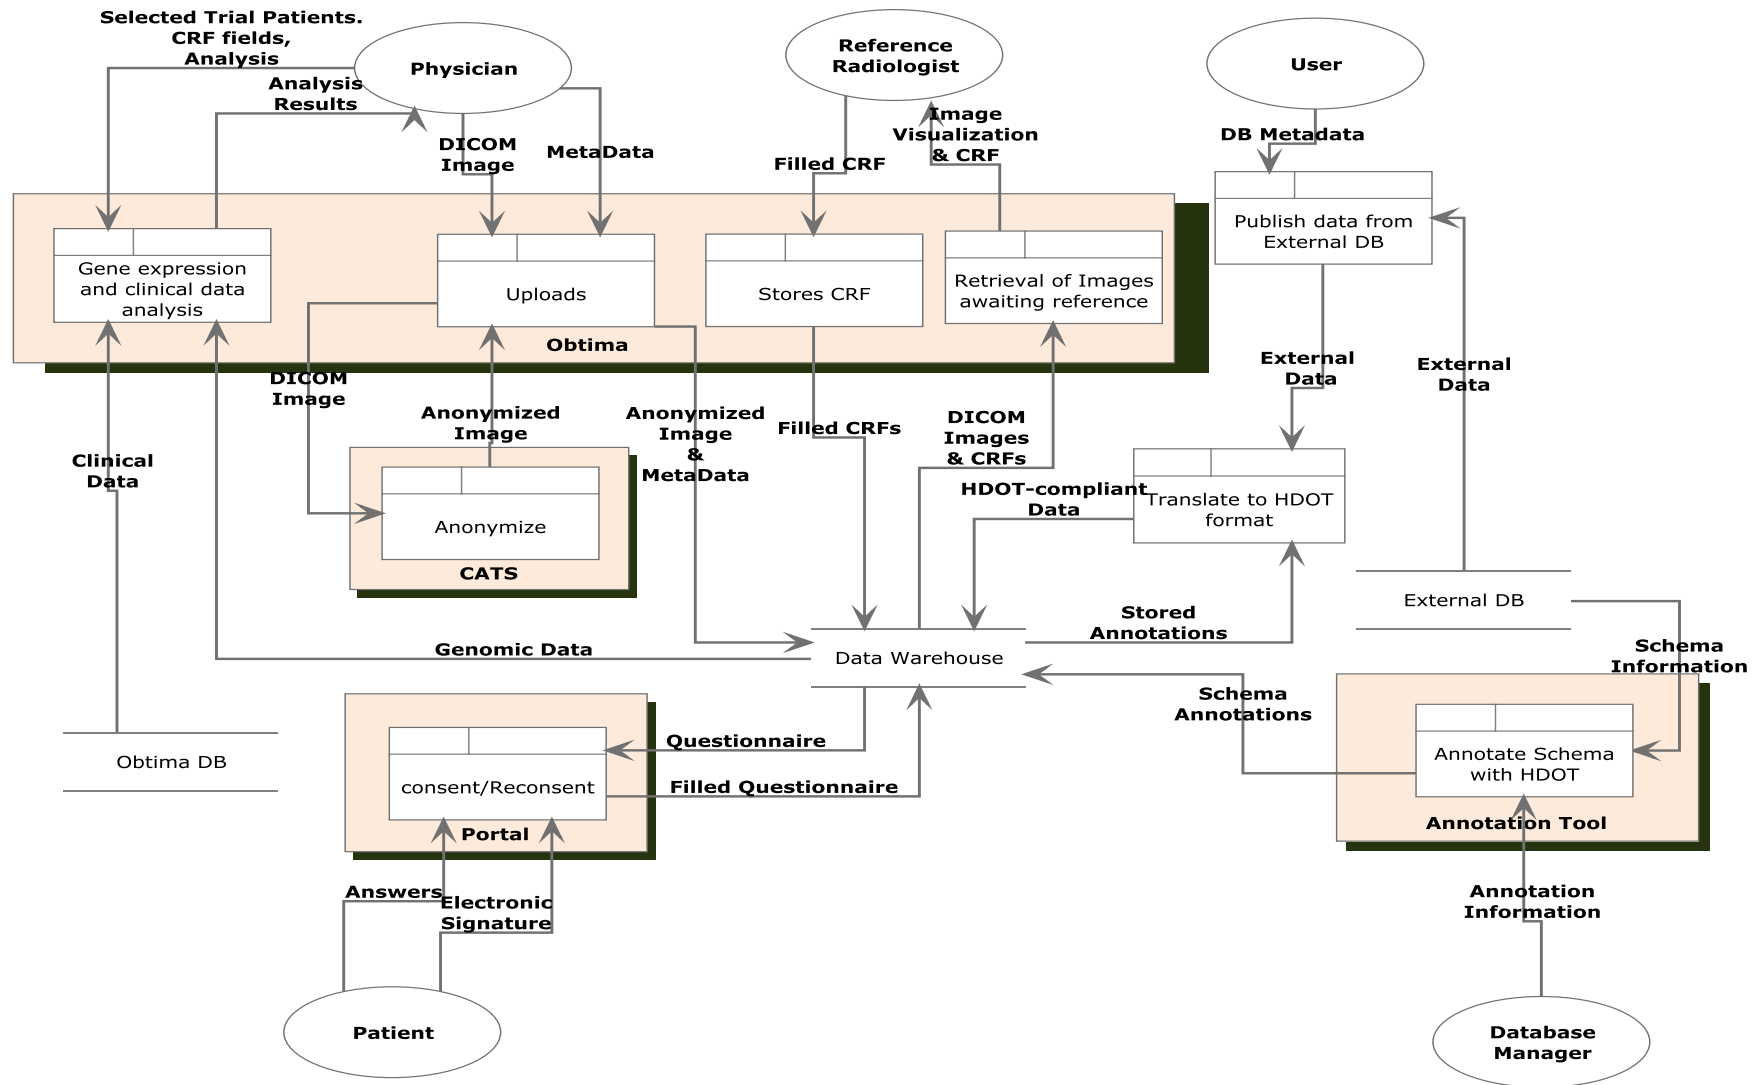 Selected Trial Patients.
CRF fields,
Analysis
Physician
Reference
Radiologist
User
Analysis
Results
DICOM
Image
MetaData
Filled CRF
Image
Visualization
& CRF
DB Metadata
Gene expression
and clinical data
analysis
Uploads
Stores CRF
Retrieval of Images
awaiting reference
Obtima
Publish data from
External DB
DICOM
Image
Anonymized
Image
Anonymized
Image
&
MetaData
Filled CRFs
DICOM
Images
& CRFs
External
Data
External
Data
Clinical
Data
Anonymize
CATS
HDOT-compliant
Data
Translate to HDOT
format
External DB
Stored
Annotations
Genomic Data
Data Warehouse
Schema
Information
Schema
Annotations
Questionnaire
Obtima DB
consent/Reconsent
Filled Questionnaire
Portal
Annotate Schema
with HDOT
Annotation Tool
Answers
Electronic
Signature
Annotation
Information
Patient
Database
Manager